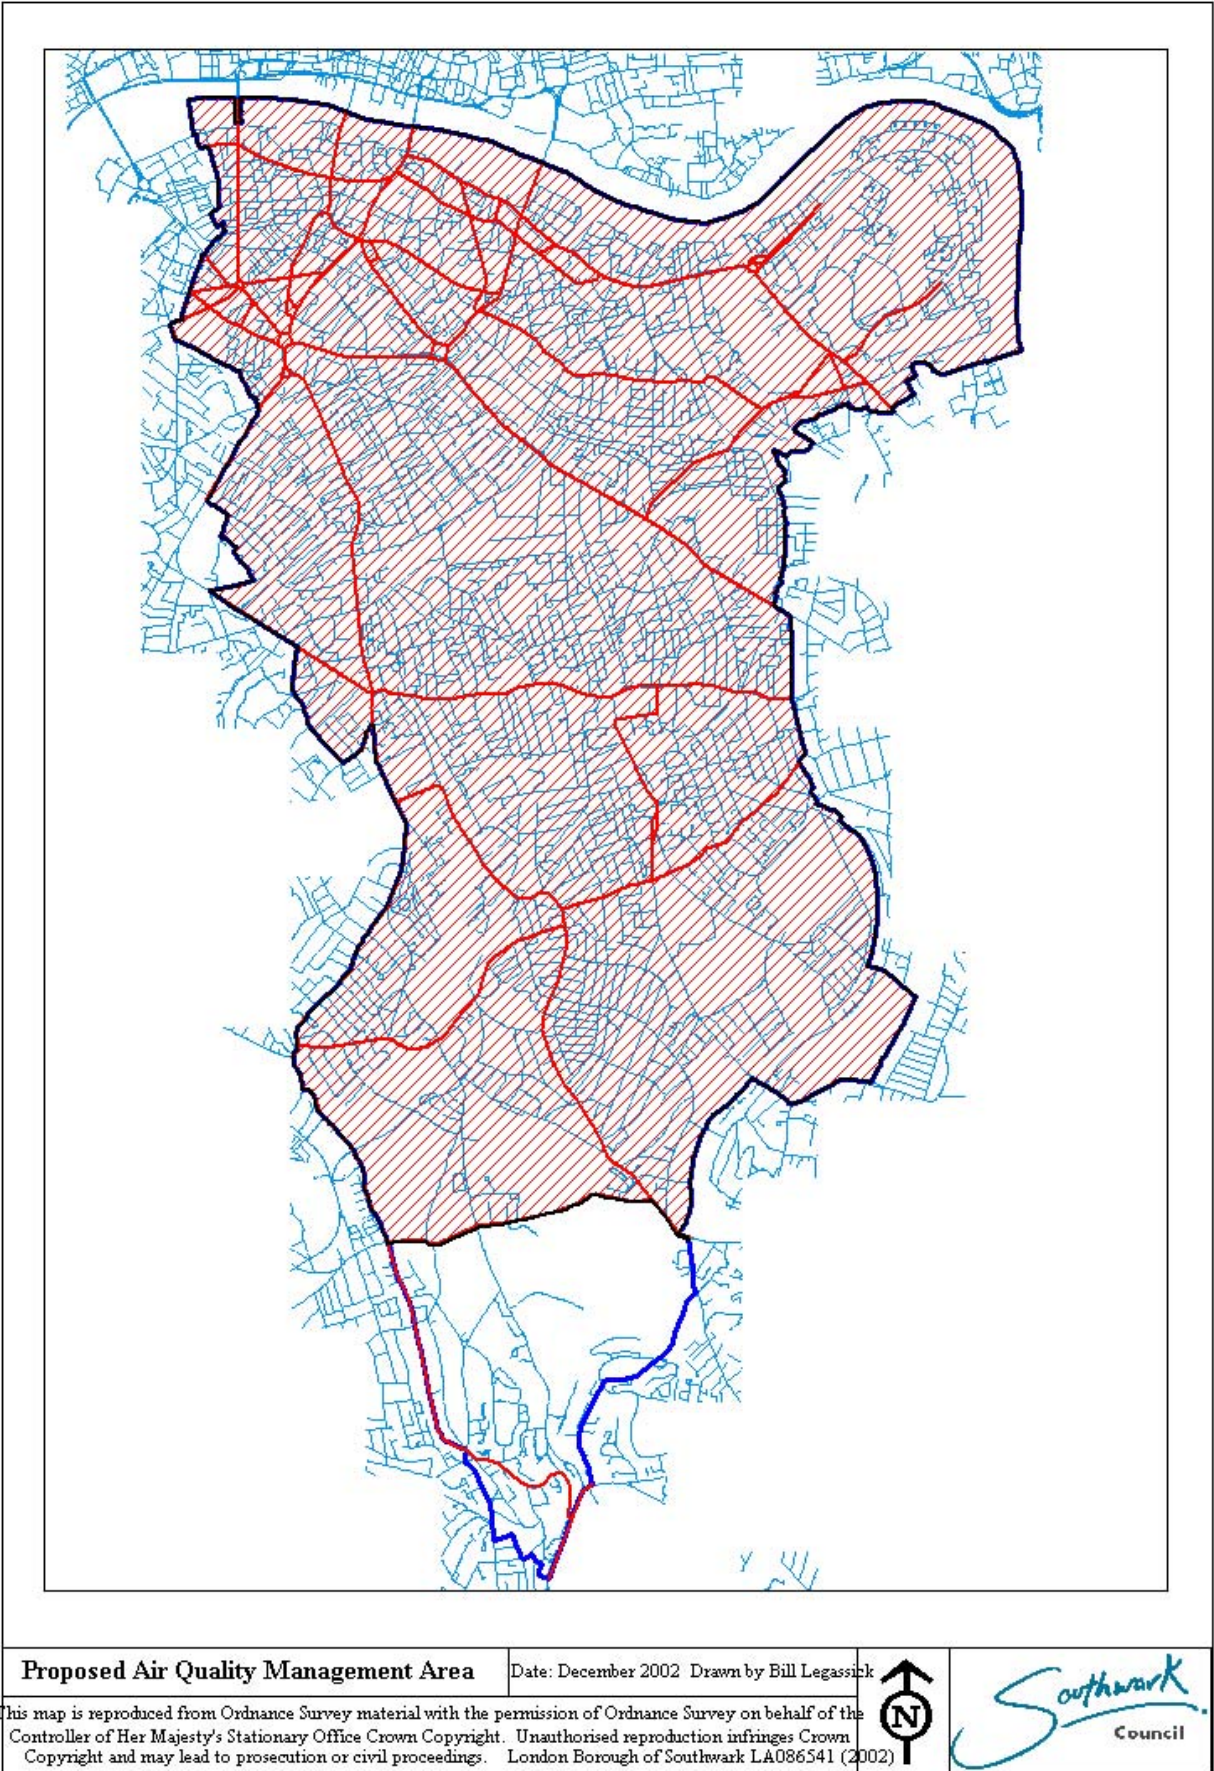 Proposed Air Quality Management Area
Date: December 2002 Drawn by Bill Legassick
This map is reproduced from Ordnance Survey material with the permission of Ordnance Survey on behalf of the
Controller of Her Majesty's Stationary Office Crown Copyright. Unauthorised reproduction infringes Crown
Copyright and may lead to prosecution or civil proceedings. London Borough of Southwark LA086541 (2002)
N
Southwark
Council